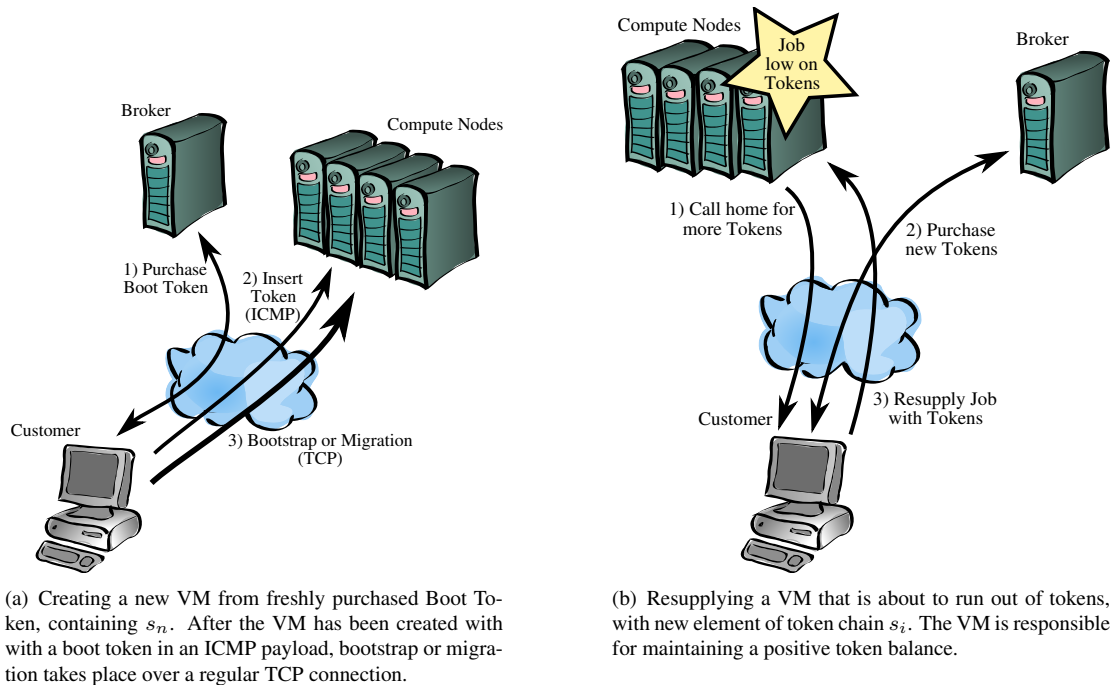 Broker
Compute Nodes
1) Purchase
Boot Token
2) Insert
Token
(ICMP)
Customer
3) Bootstrap or Migration
(TCP)
(a) Creating a new VM from freshly purchased Boot To-
ken, containing sn. After the VM has been created with
with a boot token in an ICMP payload, bootstrap or migra-
tion takes place over a regular TCP connection.
Compute Nodes
Job
low on
Tokens
Broker
1) Call home for
more Tokens
2) Purchase
new Tokens
Customer
3) Resupply Job
with Tokens
(b) Resupplying a VM that is about to run out of tokens,
with new element of token chain si. The VM is responsible
for maintaining a positive token balance.